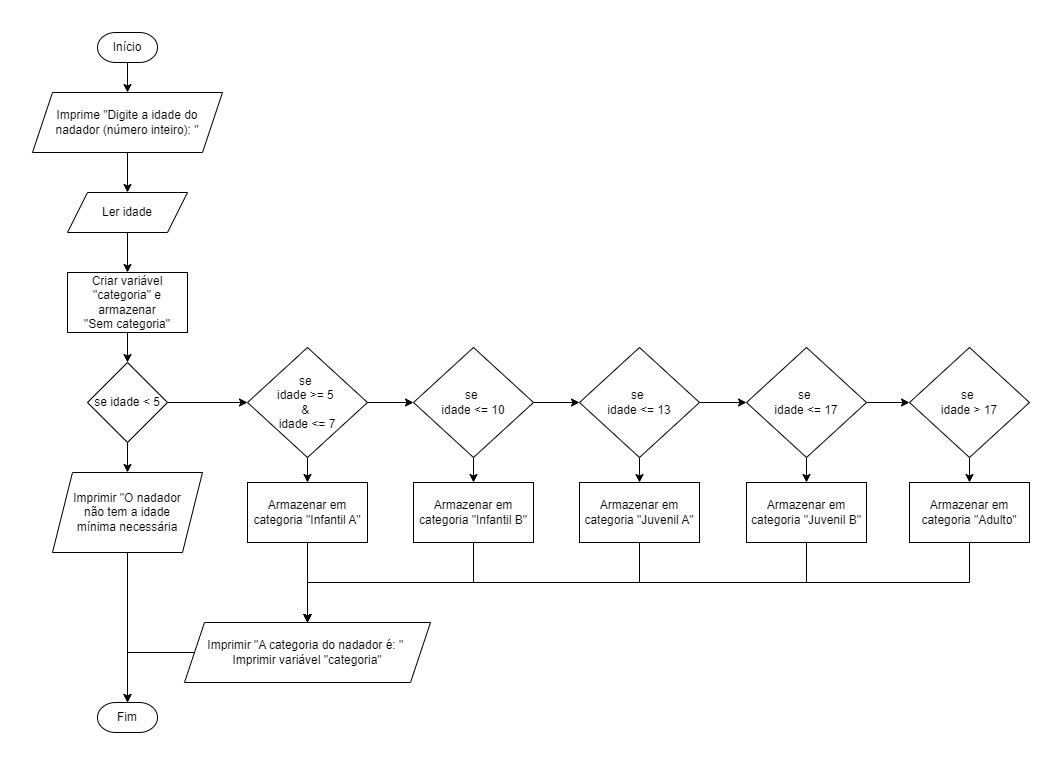 Início
Imprime "Digite a idade do
nadador (número inteiro): "
Ler idade
Criar variável
"categoria" e
armazenar
"Sem categoria"
se idade < 5
se
idade >= 5
&
idade <= 7
se
idade <= 10
se
idade <= 13
se
idade <= 17
se
idade > 17
Imprimir "O nadador
não tem a idade
mínima necessária
Armazenar em
categoria "Infantil A"
Armazenar em
categoria "Infantil B"
Armazenar em
categoria "Juvenil A"
Armazenar em
categoria "Juvenil B"
Armazenar em
categoria "Adulto"
Imprimir "A categoria do nadador é: "
Imprimir variável "categoria"
Fim